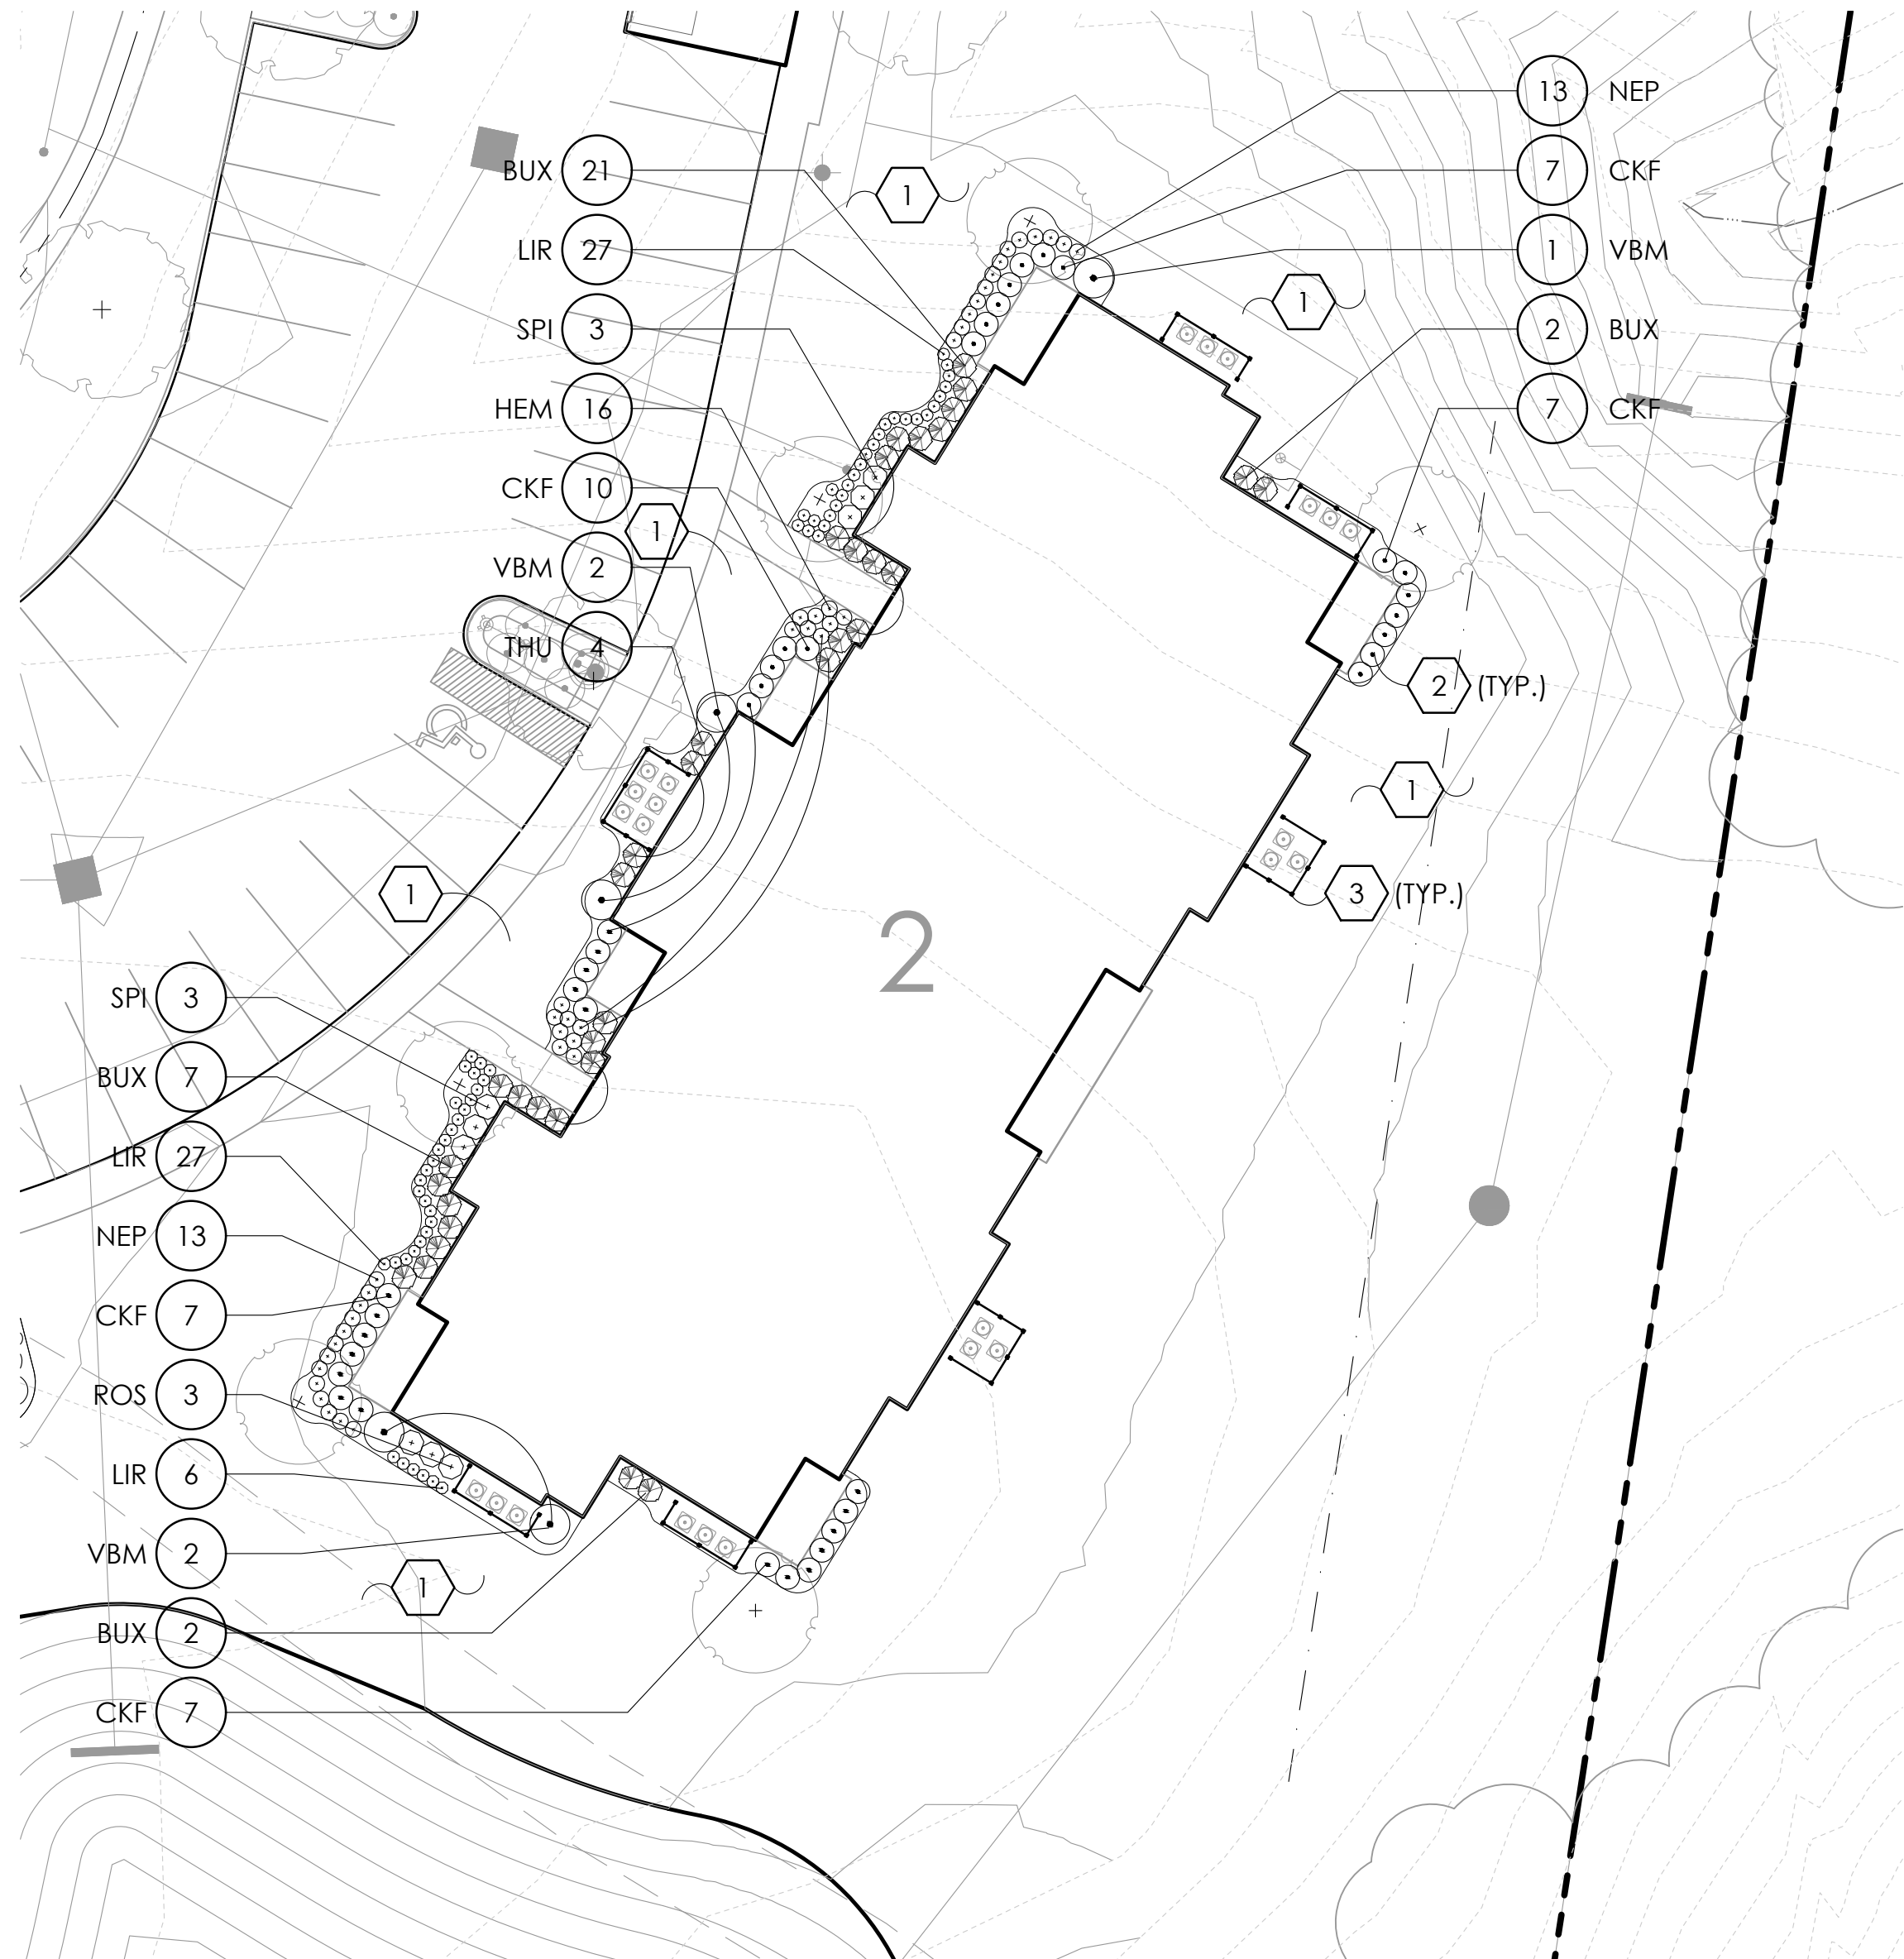 13 NEP
7 CKF
1 VBM
2 BUX
7 CKF
BUX 21
LIR 27
SPI 3
HEM 16
CKF 10
VBM 2
THU 4
1
1
1
2 (TYP.)
1
3 (TYP.)
1
2
SPI 3
BUX 7
LIR 27
NEP 13
CKF 7
ROS 3
LIR 6
VBM 2
BUX 2
CKF 7
1